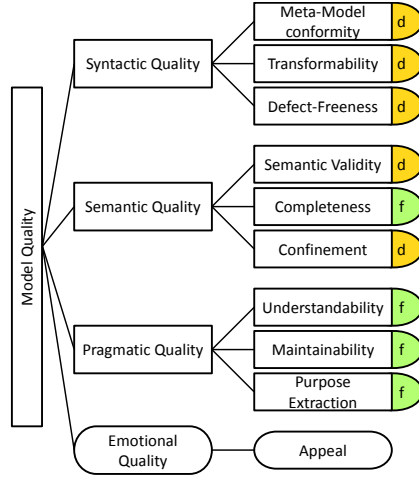 Model Quality
Syntactic Quality
Meta-Model
conformity
d
Transformability
d
Defect-Freeness
d
Semantic Quality
Semantic Validity
d
Completeness
f
Confinement
d
Pragmatic Quality
Understandability
f
Maintainability
f
Purpose
Extraction
f
Emotional
Quality
Appeal